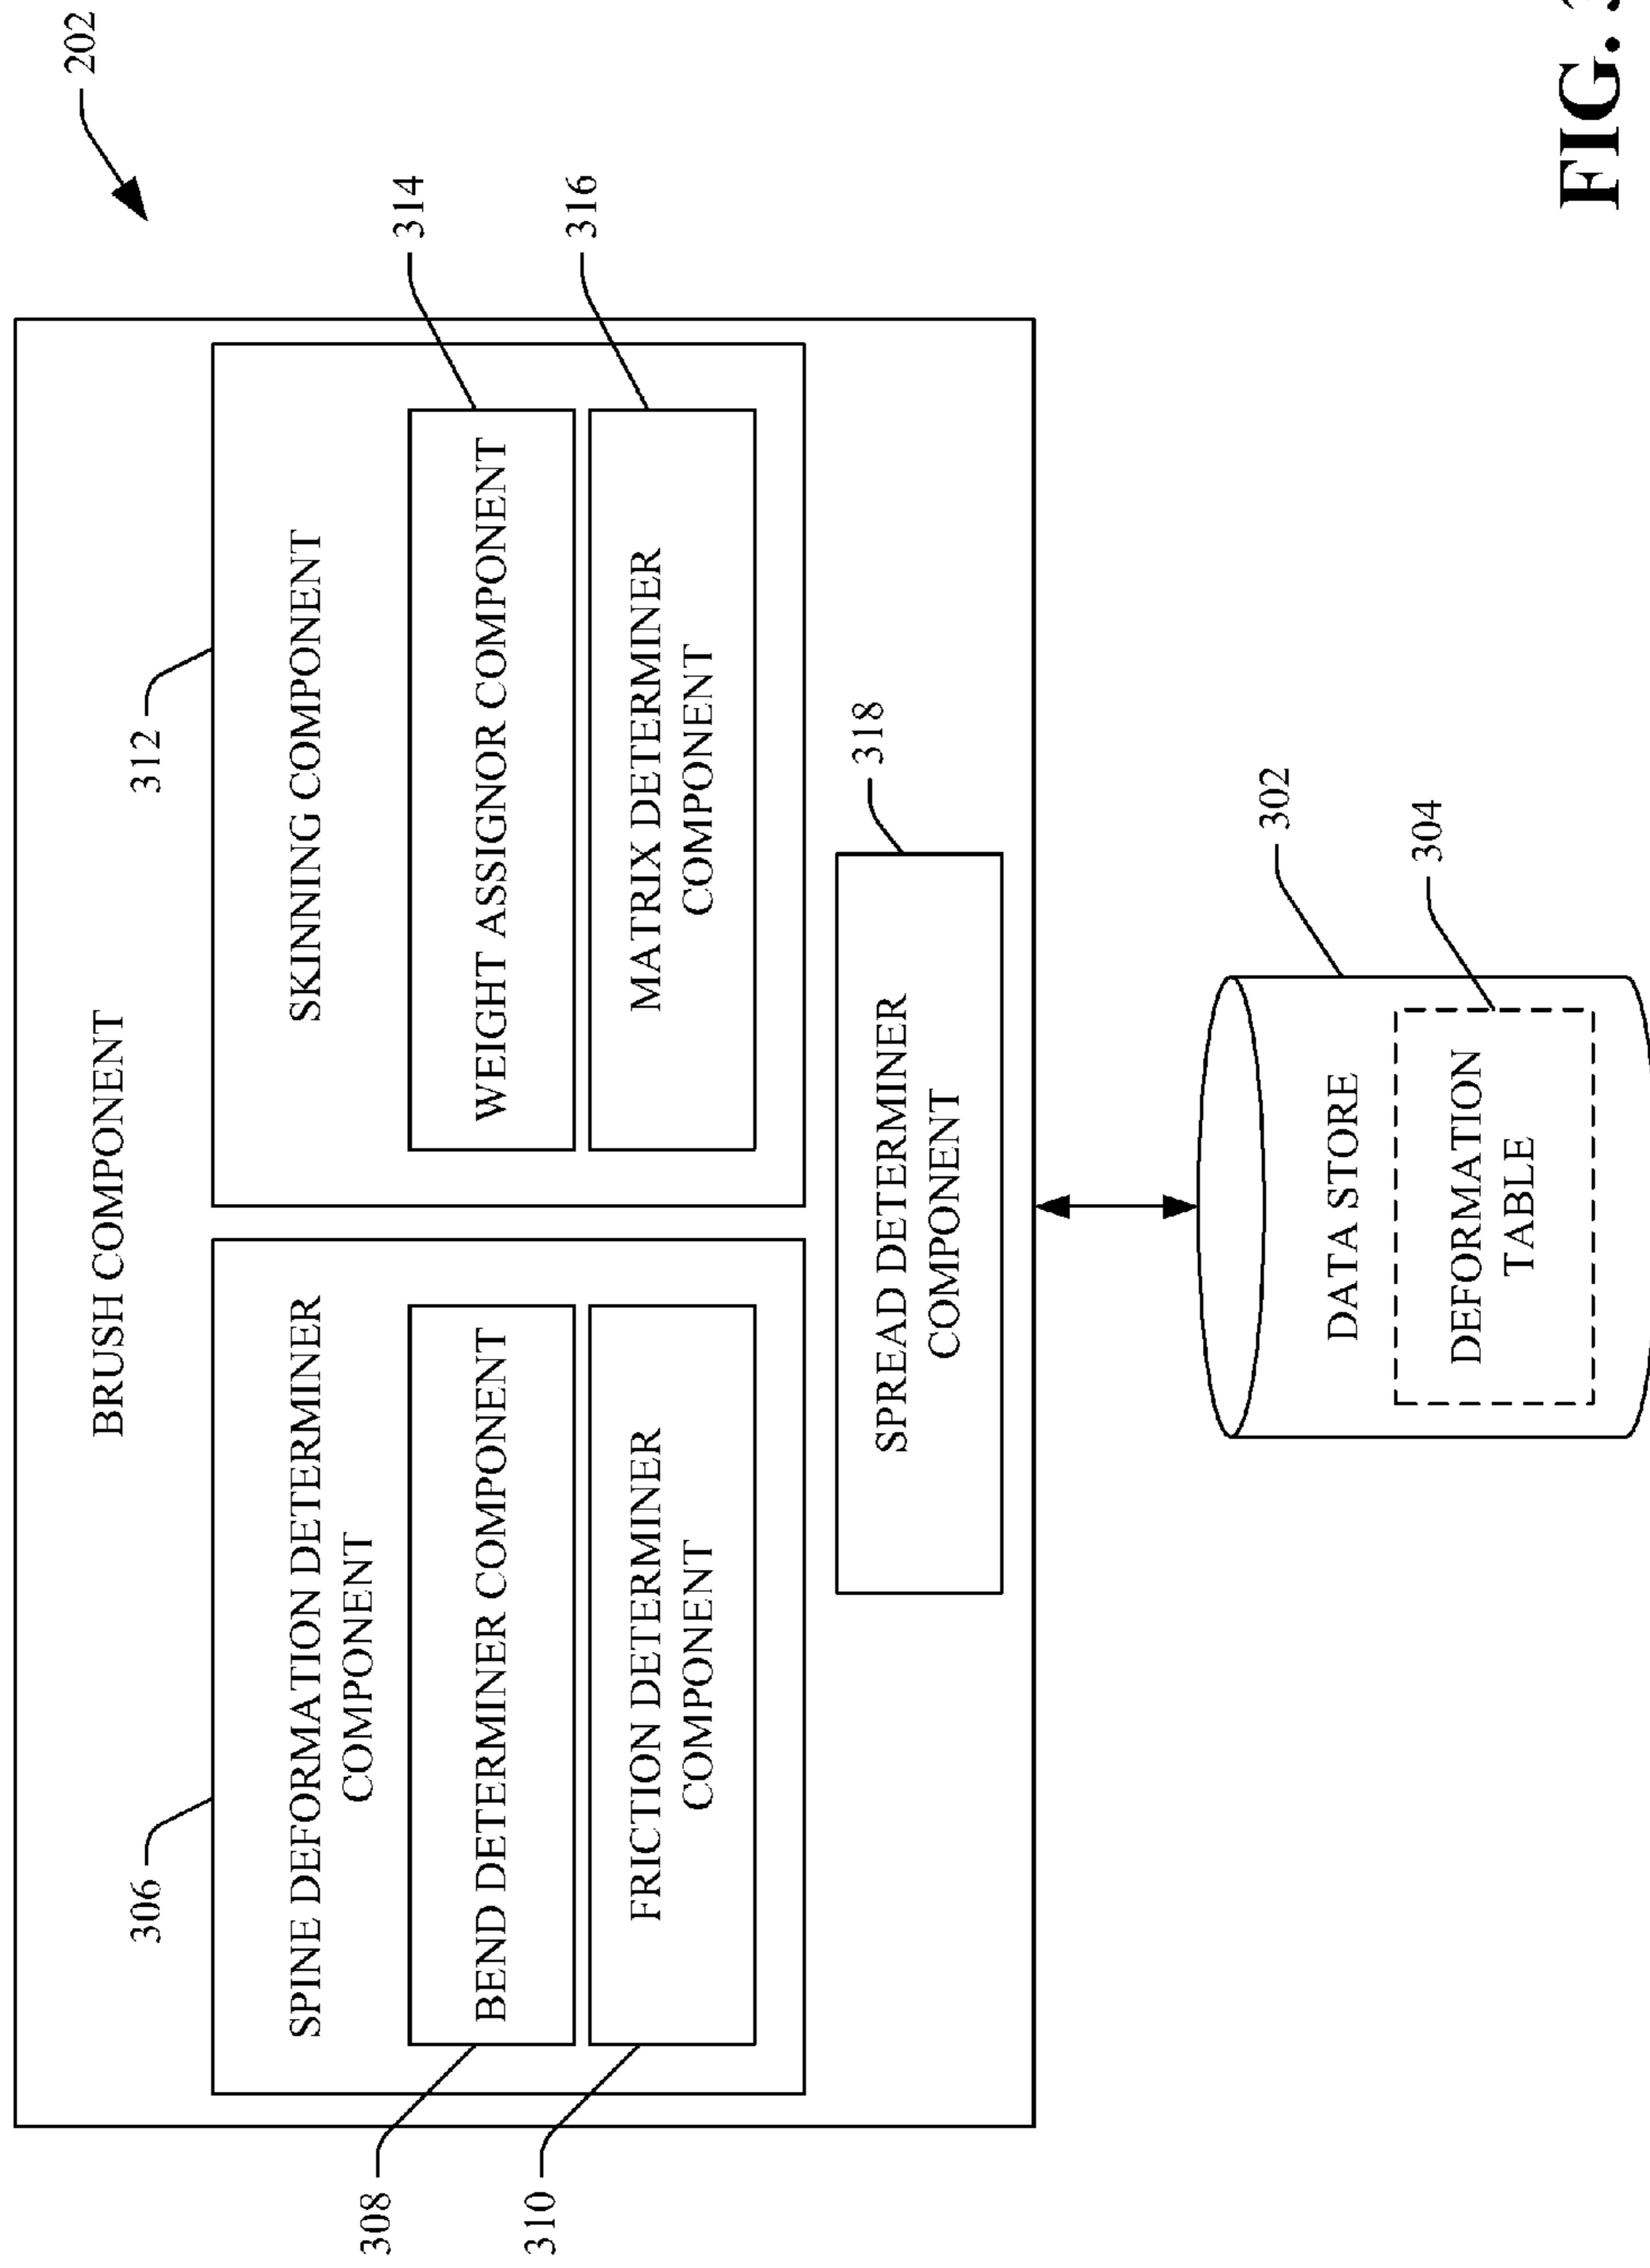 202
BRUSH COMPONENT
306
312
SPINE DEFORMATION DETERMINER
COMPONENT
308
BEND DETERMINER COMPONENT
310
FRICTION DETERMINER
COMPONENT
SKINNING COMPONENT
314
WEIGHT ASSIGNOR COMPONENT
316
MATRIX DETERMINER
COMPONENT
318
SPREAD DETERMINER
COMPONENT
302
DATA STORE
304
DEFORMATION
TABLE
FIG.